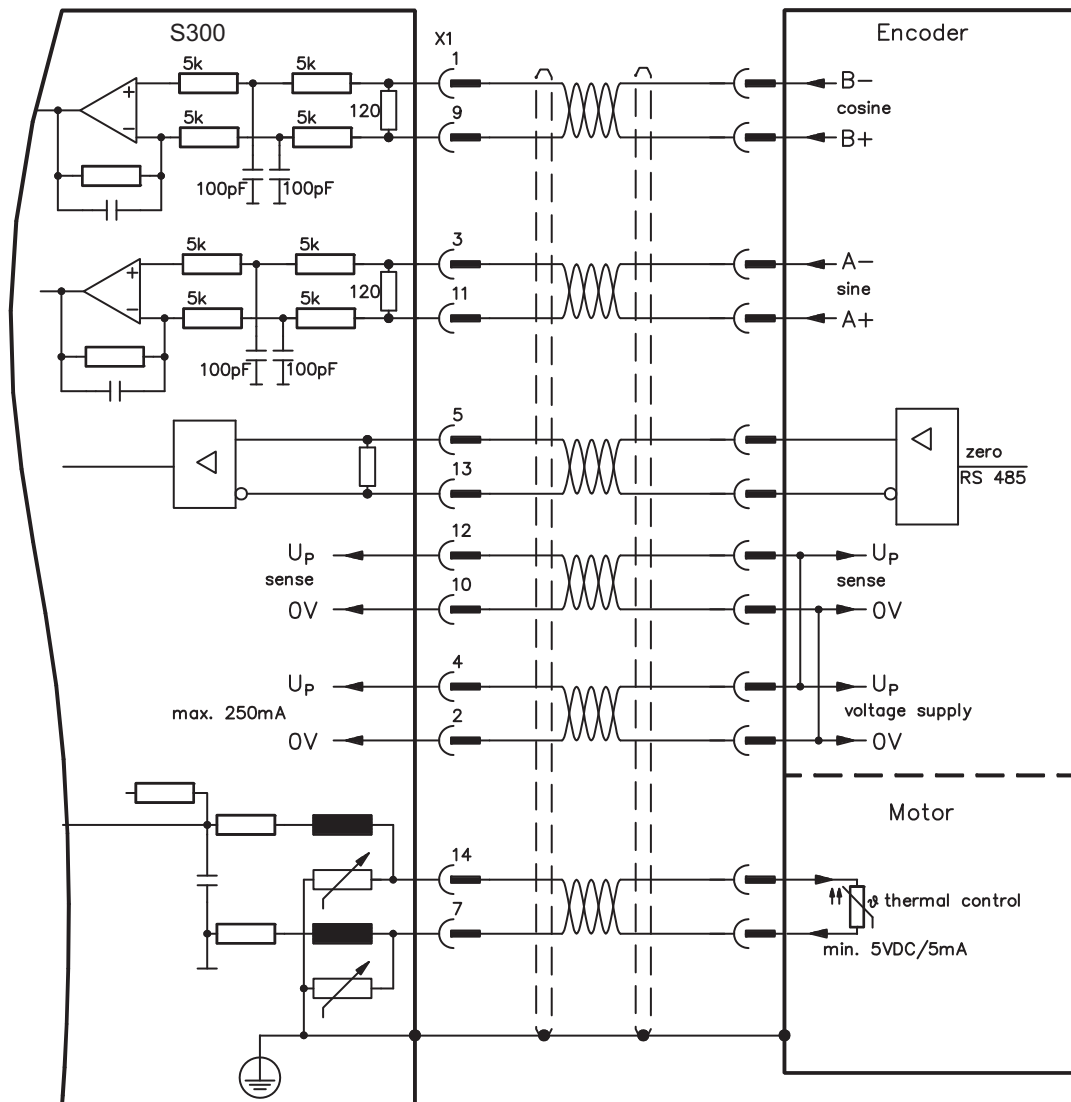 S300
X1
Encoder
5k
5k
1
B-
120
cosine
5k
5k
9
B+
100pF
100pF
5k
5k
3
A-
120
sine
5k
5k
11
A+
100pF
100pF
5
zero
13
RS 485
12
UP
UP
sense
sense
10
0V
0V
4
UP
UP
max. 250mA
voltage supply
2
0V
0V
Motor
14
ϑ thermal control
7
min. 5VDC/5mA